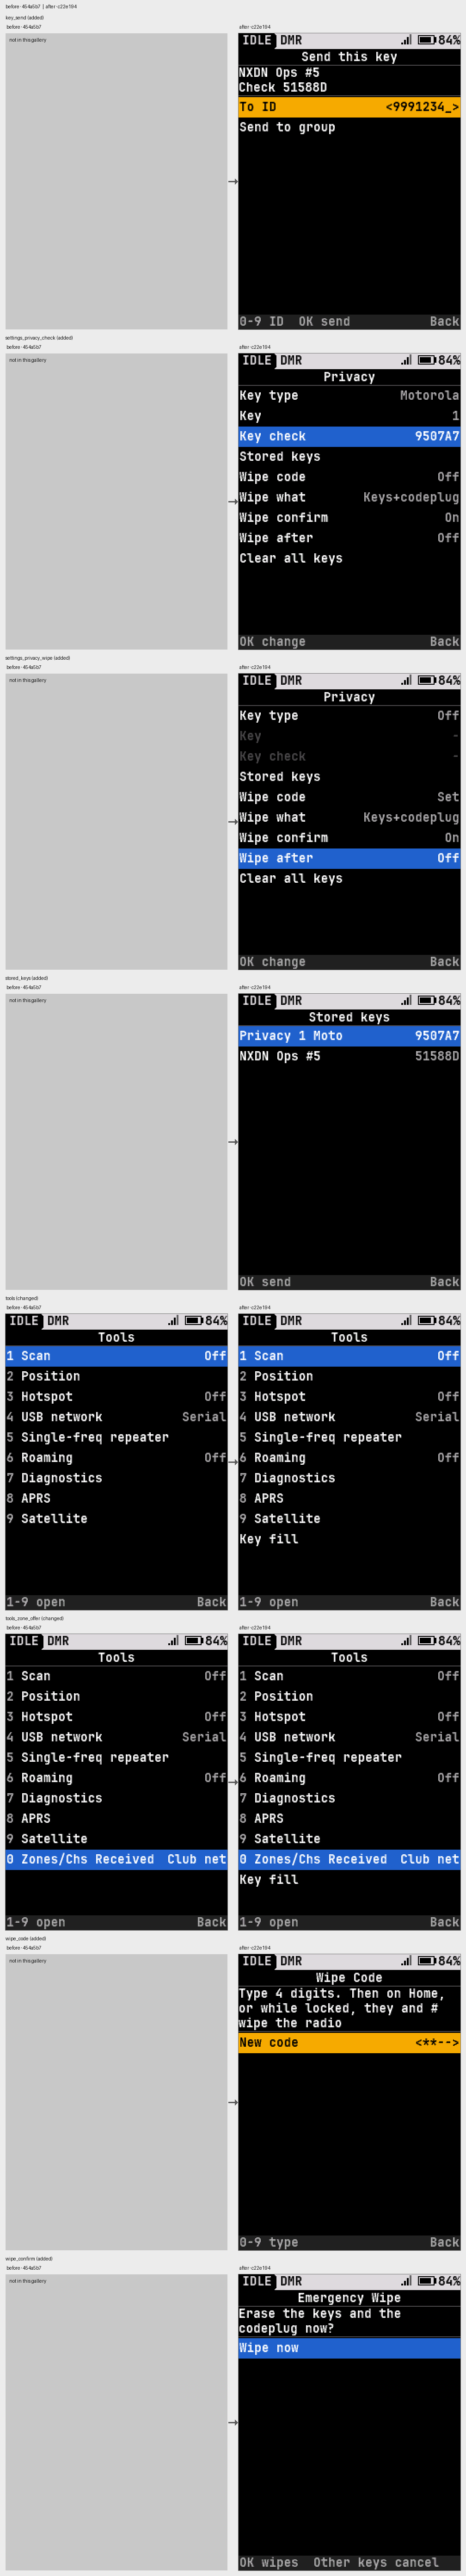 before · 454a5b7 | after · c22e194
key_send (added)
before · 454a5b7
after · c22e194
not in this gallery
→
IDLE DMR 84%
Send this key
NXDN Ops #5
Check 51588D
To ID <9991234_>
Send to group
0-9 ID OK send Back
settings_privacy_check (added)
before · 454a5b7
after · c22e194
not in this gallery
→
IDLE DMR 84%
Privacy
Key type Motorola
Key 1
Key check 9507A7
Stored keys
Wipe code Off
Wipe what Keys+codeplug
Wipe confirm On
Wipe after Off
Clear all keys
OK change Back
settings_privacy_wipe (added)
before · 454a5b7
after · c22e194
not in this gallery
→
IDLE DMR 84%
Privacy
Key type Off
Key -
Key check -
Stored keys
Wipe code Set
Wipe what Keys+codeplug
Wipe confirm On
Wipe after Off
Clear all keys
OK change Back
stored_keys (added)
before · 454a5b7
after · c22e194
not in this gallery
→
IDLE DMR 84%
Stored keys
Privacy 1 Moto 9507A7
NXDN Ops #5 51588D
OK send Back
tools (changed)
before · 454a5b7
IDLE DMR 84%
Tools
1 Scan Off
2 Position
3 Hotspot Off
4 USB network Serial
5 Single-freq repeater
6 Roaming Off
7 Diagnostics
8 APRS
9 Satellite
1-9 open Back
→
after · c22e194
IDLE DMR 84%
Tools
1 Scan Off
2 Position
3 Hotspot Off
4 USB network Serial
5 Single-freq repeater
6 Roaming Off
7 Diagnostics
8 APRS
9 Satellite
Key fill
1-9 open Back
tools_zone_offer (changed)
before · 454a5b7
IDLE DMR 84%
Tools
1 Scan Off
2 Position
3 Hotspot Off
4 USB network Serial
5 Single-freq repeater
6 Roaming Off
7 Diagnostics
8 APRS
9 Satellite
0 Zones/Chs Received Club net
1-9 open Back
→
after · c22e194
IDLE DMR 84%
Tools
1 Scan Off
2 Position
3 Hotspot Off
4 USB network Serial
5 Single-freq repeater
6 Roaming Off
7 Diagnostics
8 APRS
9 Satellite
0 Zones/Chs Received Club net
Key fill
1-9 open Back
wipe_code (added)
before · 454a5b7
after · c22e194
not in this gallery
→
IDLE DMR 84%
Wipe Code
Type 4 digits. Then on Home,
or while locked, they and #
wipe the radio
New code <**-->
0-9 type Back
wipe_confirm (added)
before · 454a5b7
after · c22e194
not in this gallery
→
IDLE DMR 84%
Emergency Wipe
Erase the keys and the
codeplug now?
Wipe now
OK wipes Other keys cancel